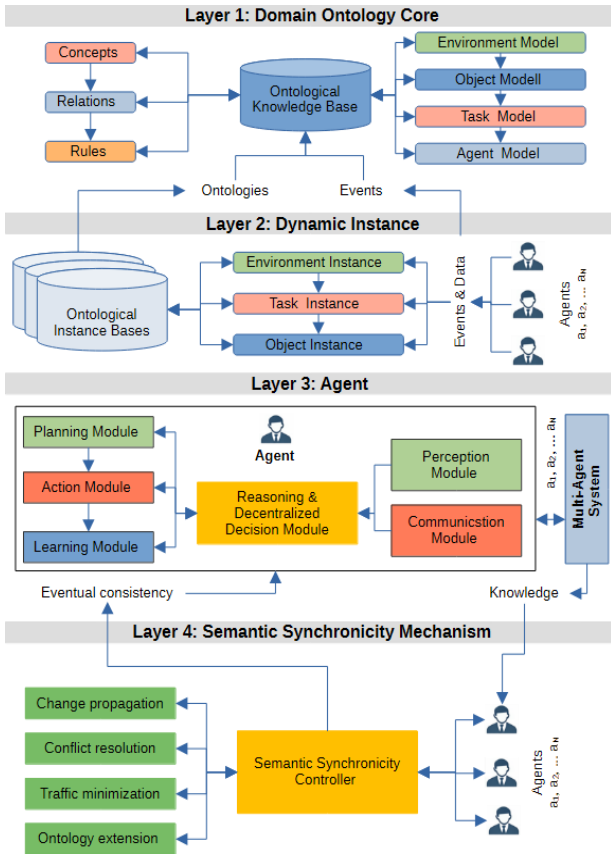 Layer 1: Domain Ontology Core
Concepts
Relations
Rules
Ontological
Knowledge Base
Environment Model
Object Modell
Task Model
Agent Model
Ontologies
Events
Layer 2: Dynamic Instance
Ontological
Instance Bases
Environment Instance
Task Instance
Object Instance
Events & Data
Agents
a₁, a₂, ... aₙ
Layer 3: Agent
Planning Module
Action Module
Learning Module
Agent
Reasoning &
Decentralized
Decision Module
Perception
Module
Communicstion
Module
a₁, a₂, ... aₙ
Multi-Agent
System
Eventual consistency
Knowledge
Layer 4: Semantic Synchronicity Mechanism
Change propagation
Conflict resolution
Traffic minimization
Ontology extension
Semantic Synchronicity
Controller
Agents
a₁, a₂, ... aₙ